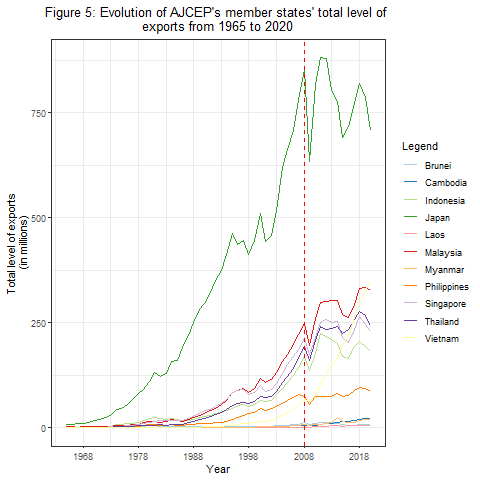 Figure 5: Evolution of AJCEP's member states' total level of
exports from 1965 to 2020
Total level of exports
(in millions)
750
500
250
0
1968 1978 1988 1998 2008 2018
Year
Legend
Brunei
Cambodia
Indonesia
Japan
Laos
Malaysia
Myanmar
Philippines
Singapore
Thailand
Vietnam